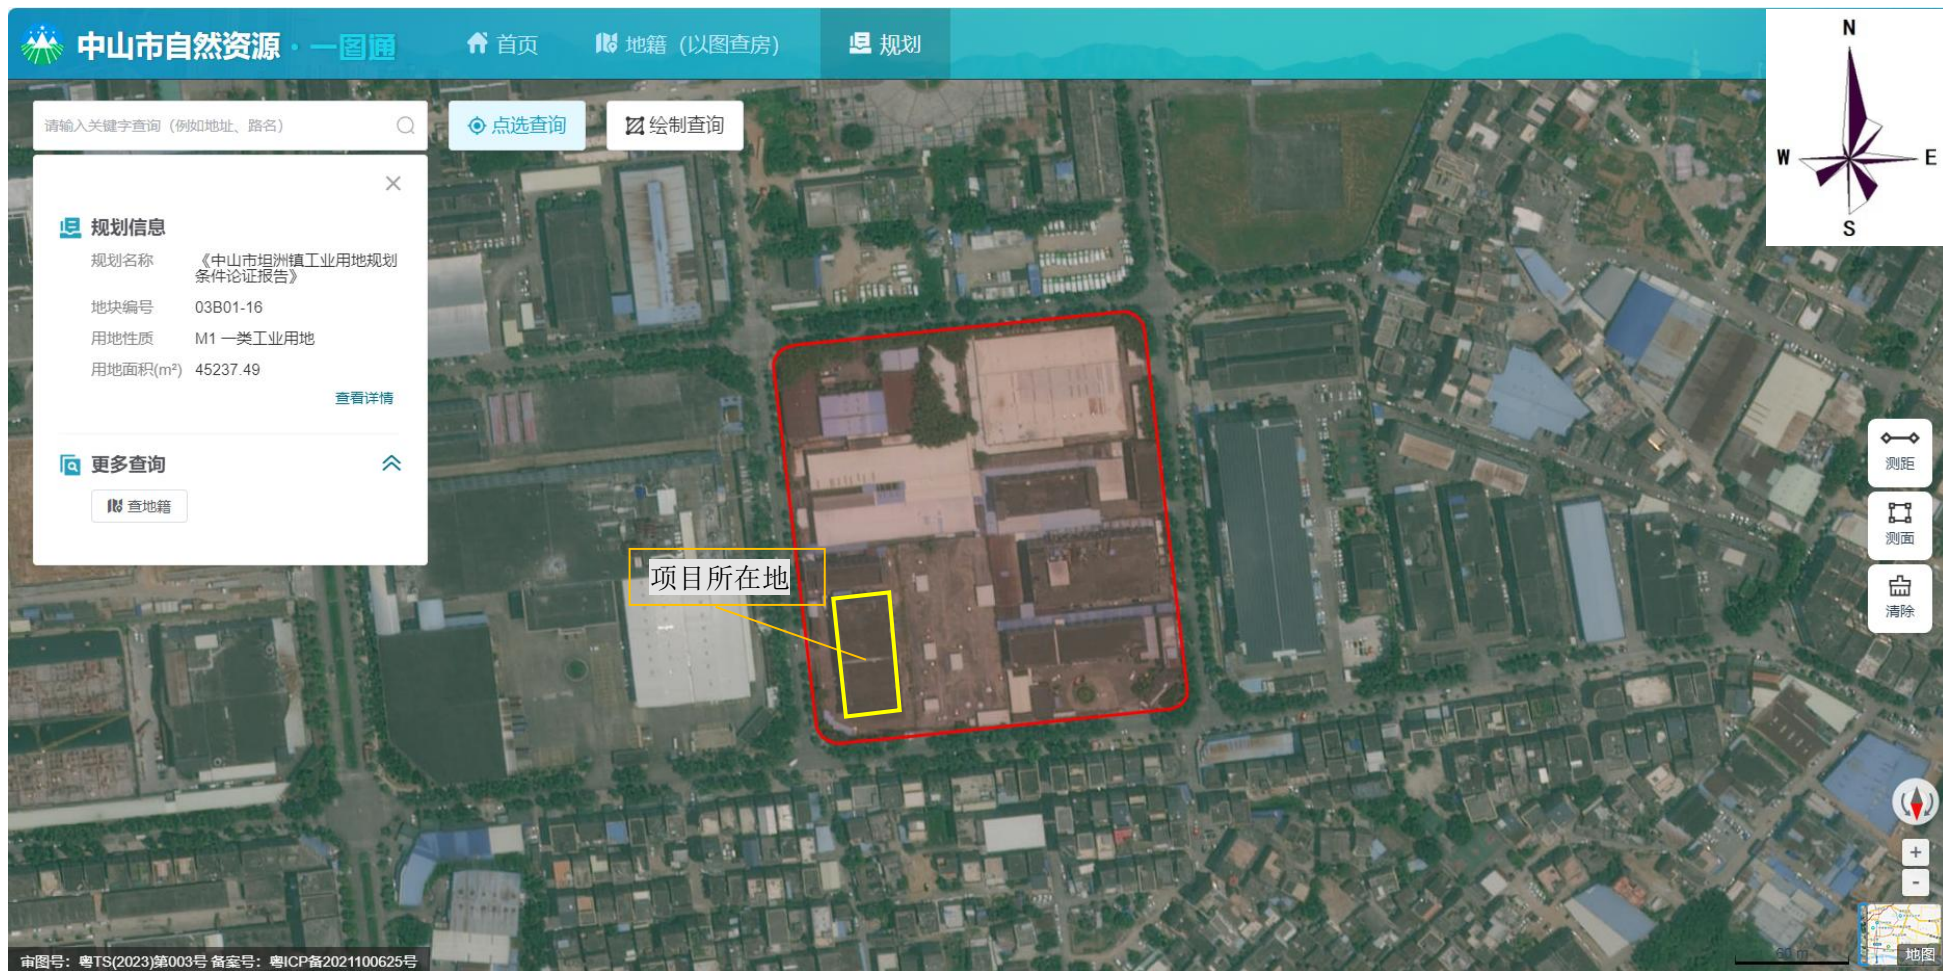 中山市自然资源·一图通
首页
地籍（以图查房）
规划
N
W
E
S
请输入关键字查询（例如地址、路名）
点选查询
绘制查询
规划信息
规划名称
《中山市坦洲镇工业用地规划
条件论证报告》
地块编号
03B01-16
用地性质
M1 一类工业用地
用地面积(m²)
45237.49
查看详情
更多查询
查地籍
项目所在地
测距
测面
清除
+
-
60 m
地图
审图号：粤TS(2023)第003号 备案号：粤ICP备2021100625号